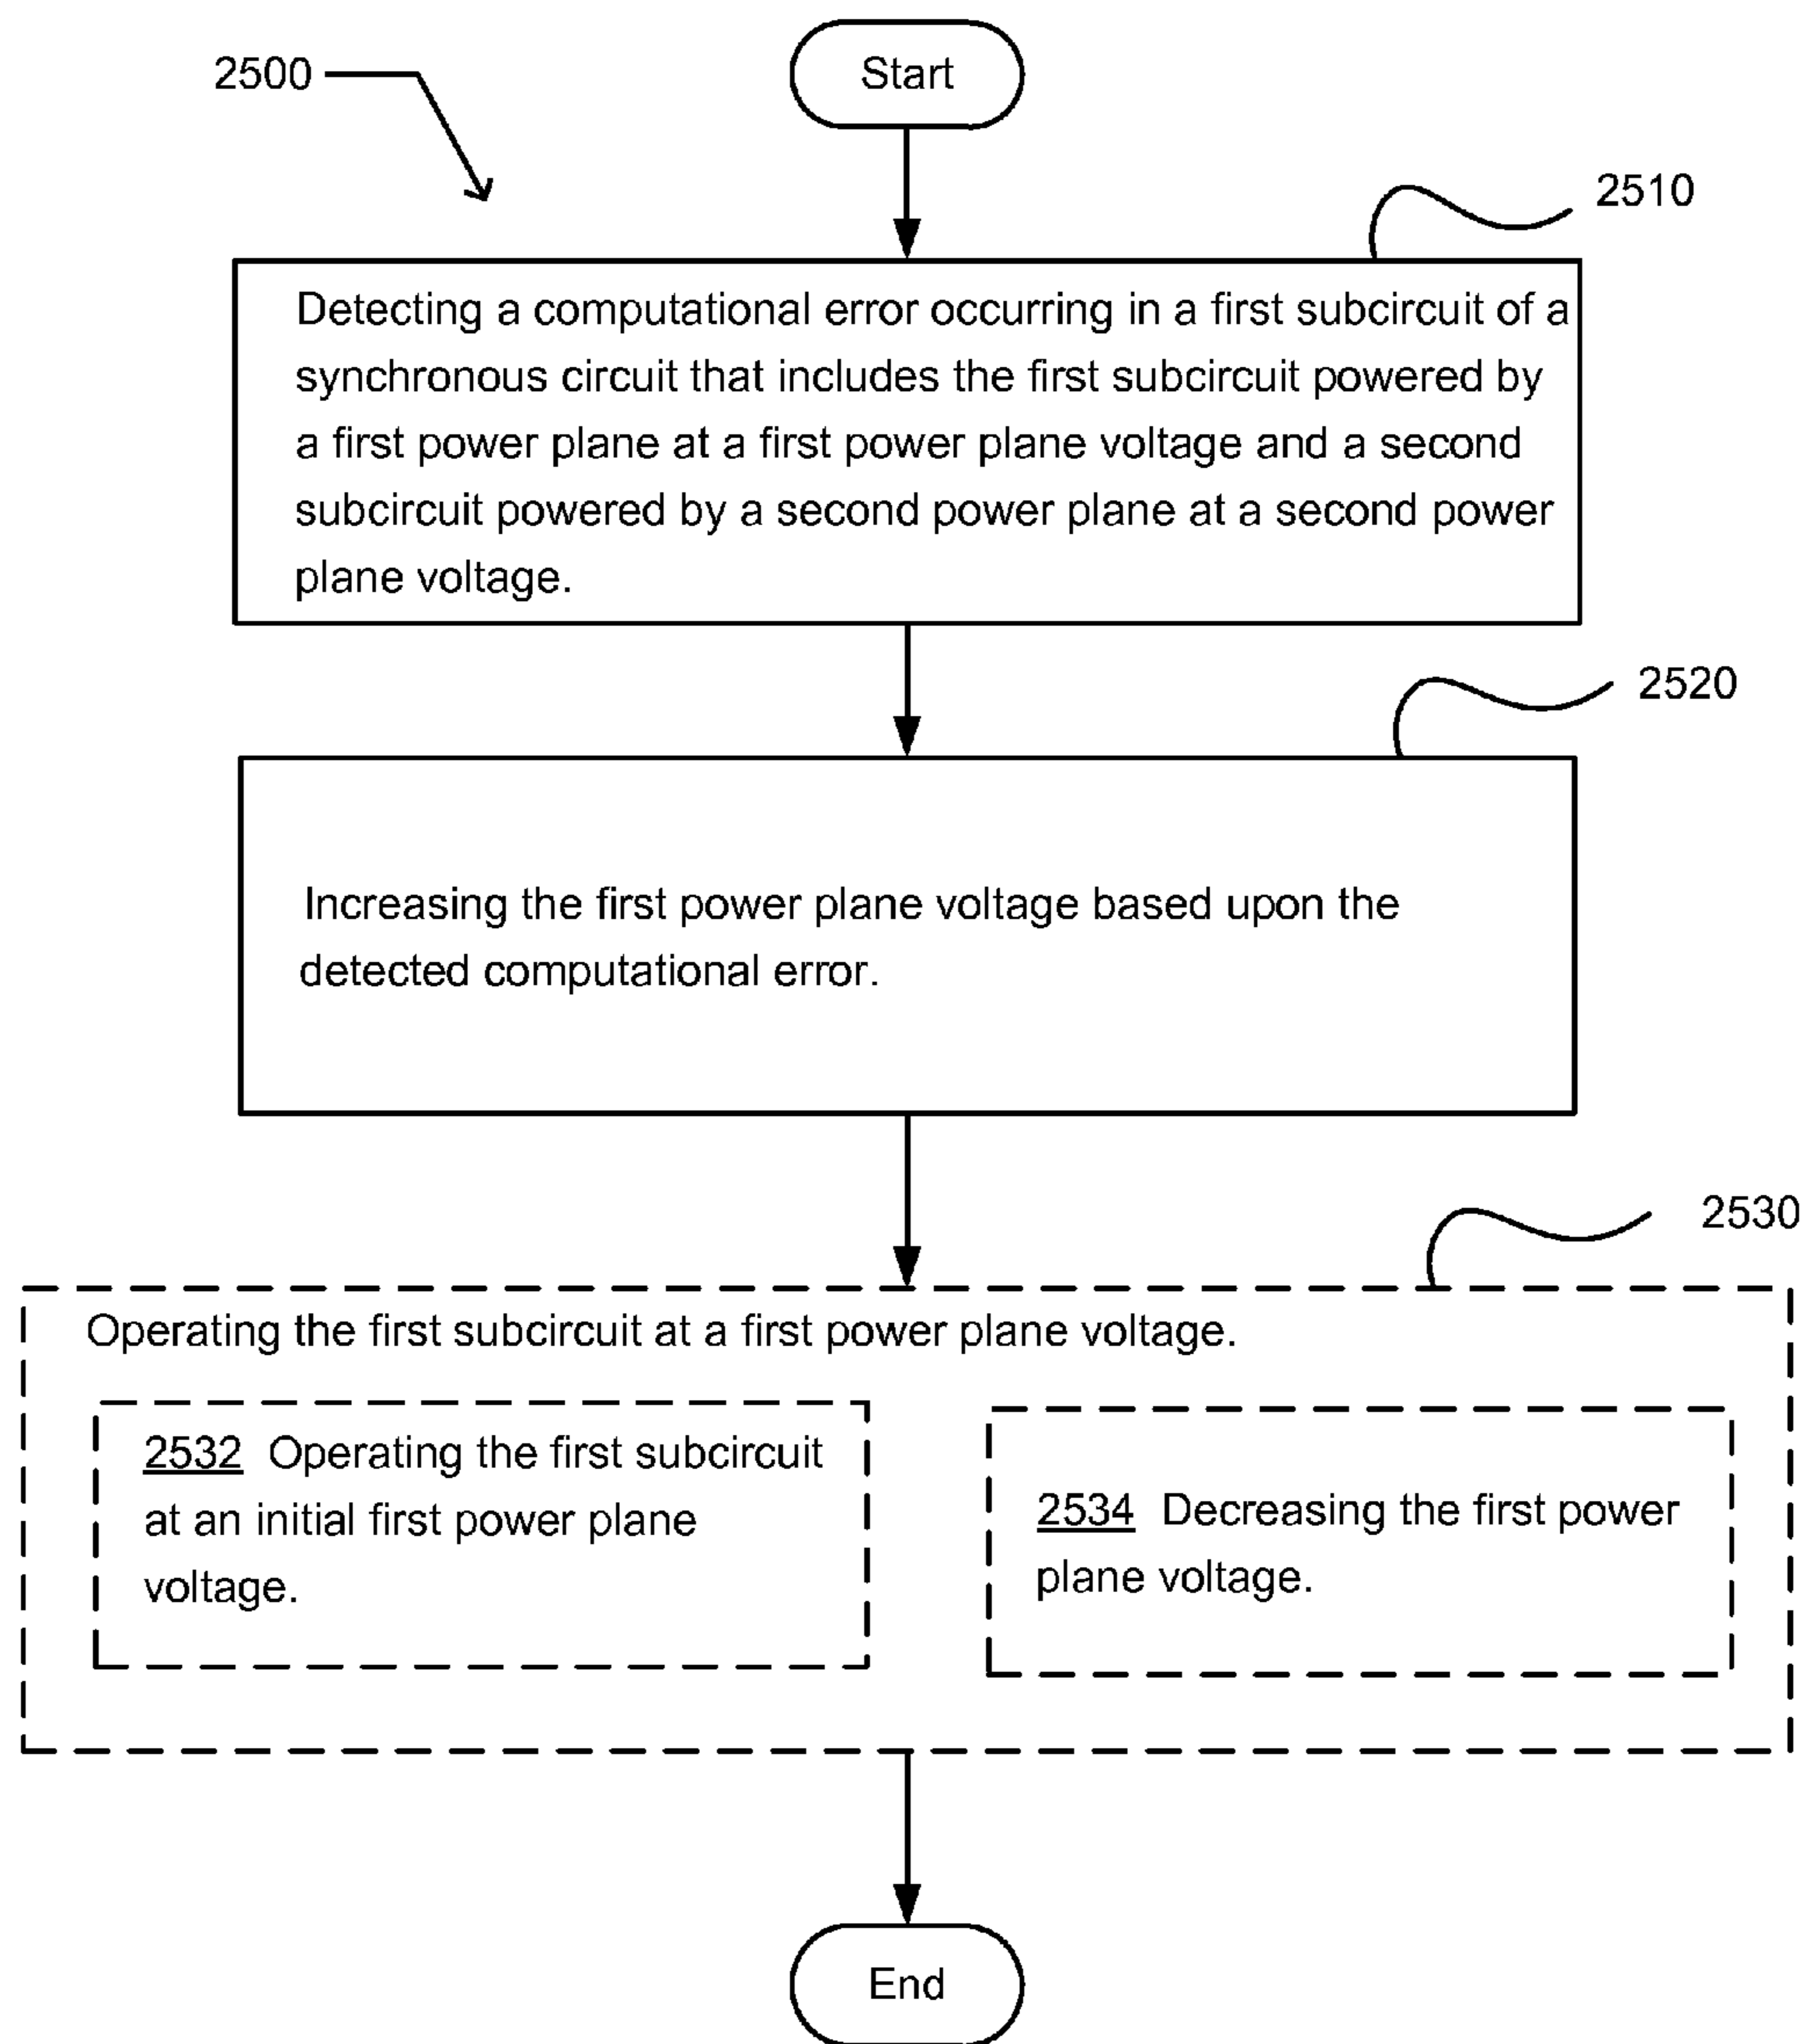 2500
Start
2510
Detecting a computational error occurring in a first subcircuit of a
synchronous circuit that includes the first subcircuit powered by
a first power plane at a first power plane voltage and a second
subcircuit powered by a second power plane at a second power
plane voltage.
2520
Increasing the first power plane voltage based upon the
detected computational error.
2530
Operating the first subcircuit at a first power plane voltage.
2532 Operating the first subcircuit
at an initial first power plane
voltage.
2534 Decreasing the first power
plane voltage.
End